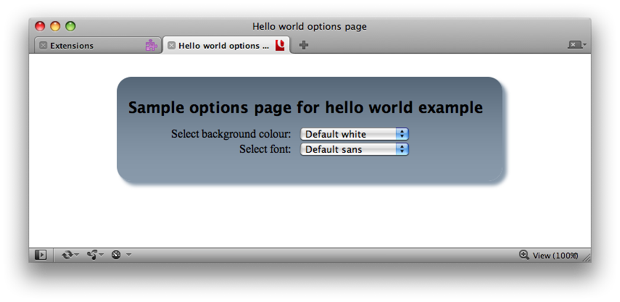 Hello world options page
Extensions
Hello world options ...
Sample options page for hello world example
Select background colour: Default white
Select font: Default sans
View (100%)